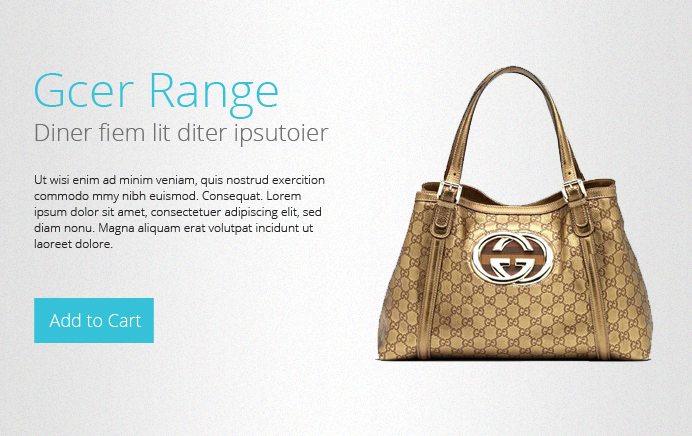 Gcer Range
Diner fiem lit diter ipsutoier
Ut wisi enim ad minim veniam, quis nostrud exercition
commodo mmy nibh euismod. Consequat. Lorem
ipsum dolor sit amet, consectetuer adipiscing elit, sed
diam nonu. Magna aliquam erat volutpat incidunt ut
laoreet dolore.
Add to Cart